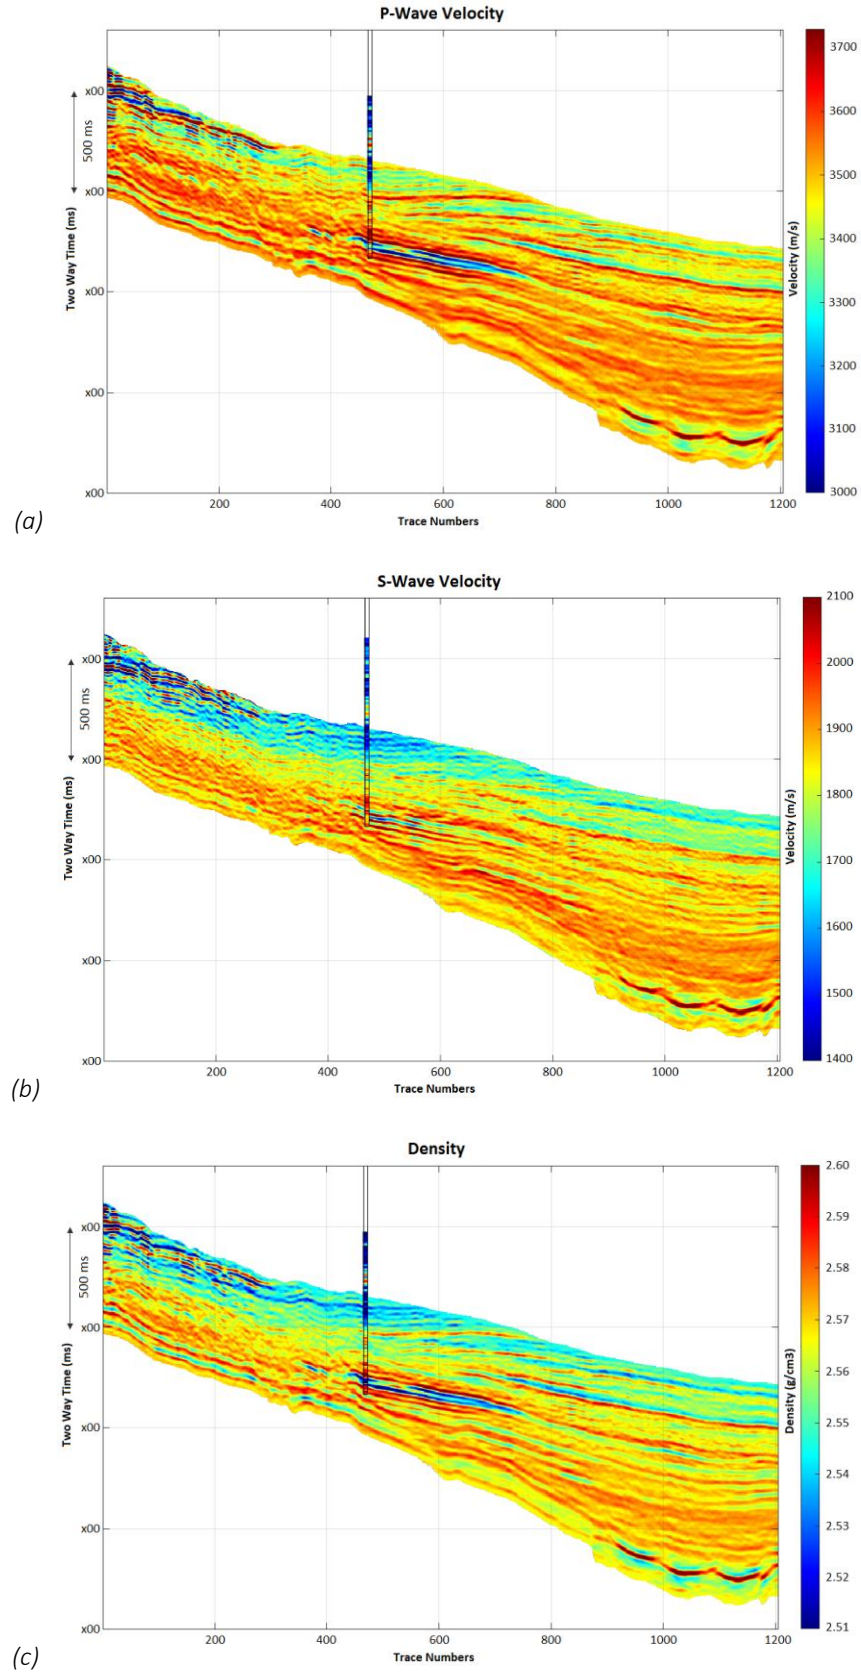 P-Wave Velocity
x00
x00
x00
x00
x00
500 ms
Two Way Time (ms)
200
400
600
800
1000
1200
Trace Numbers
3700
3600
3500
3400
3300
3200
3100
3000
Velocity (m/s)
(a)
S-Wave Velocity
x00
x00
x00
x00
x00
500 ms
Two Way Time (ms)
200
400
600
800
1000
1200
Trace Numbers
2100
2000
1900
1800
1700
1600
1500
1400
Velocity (m/s)
(b)
Density
x00
x00
x00
x00
x00
500 ms
Two Way Time (ms)
200
400
600
800
1000
1200
Trace Numbers
2.60
2.59
2.58
2.57
2.56
2.55
2.54
2.53
2.52
2.51
Density (g/cm3)
(c)